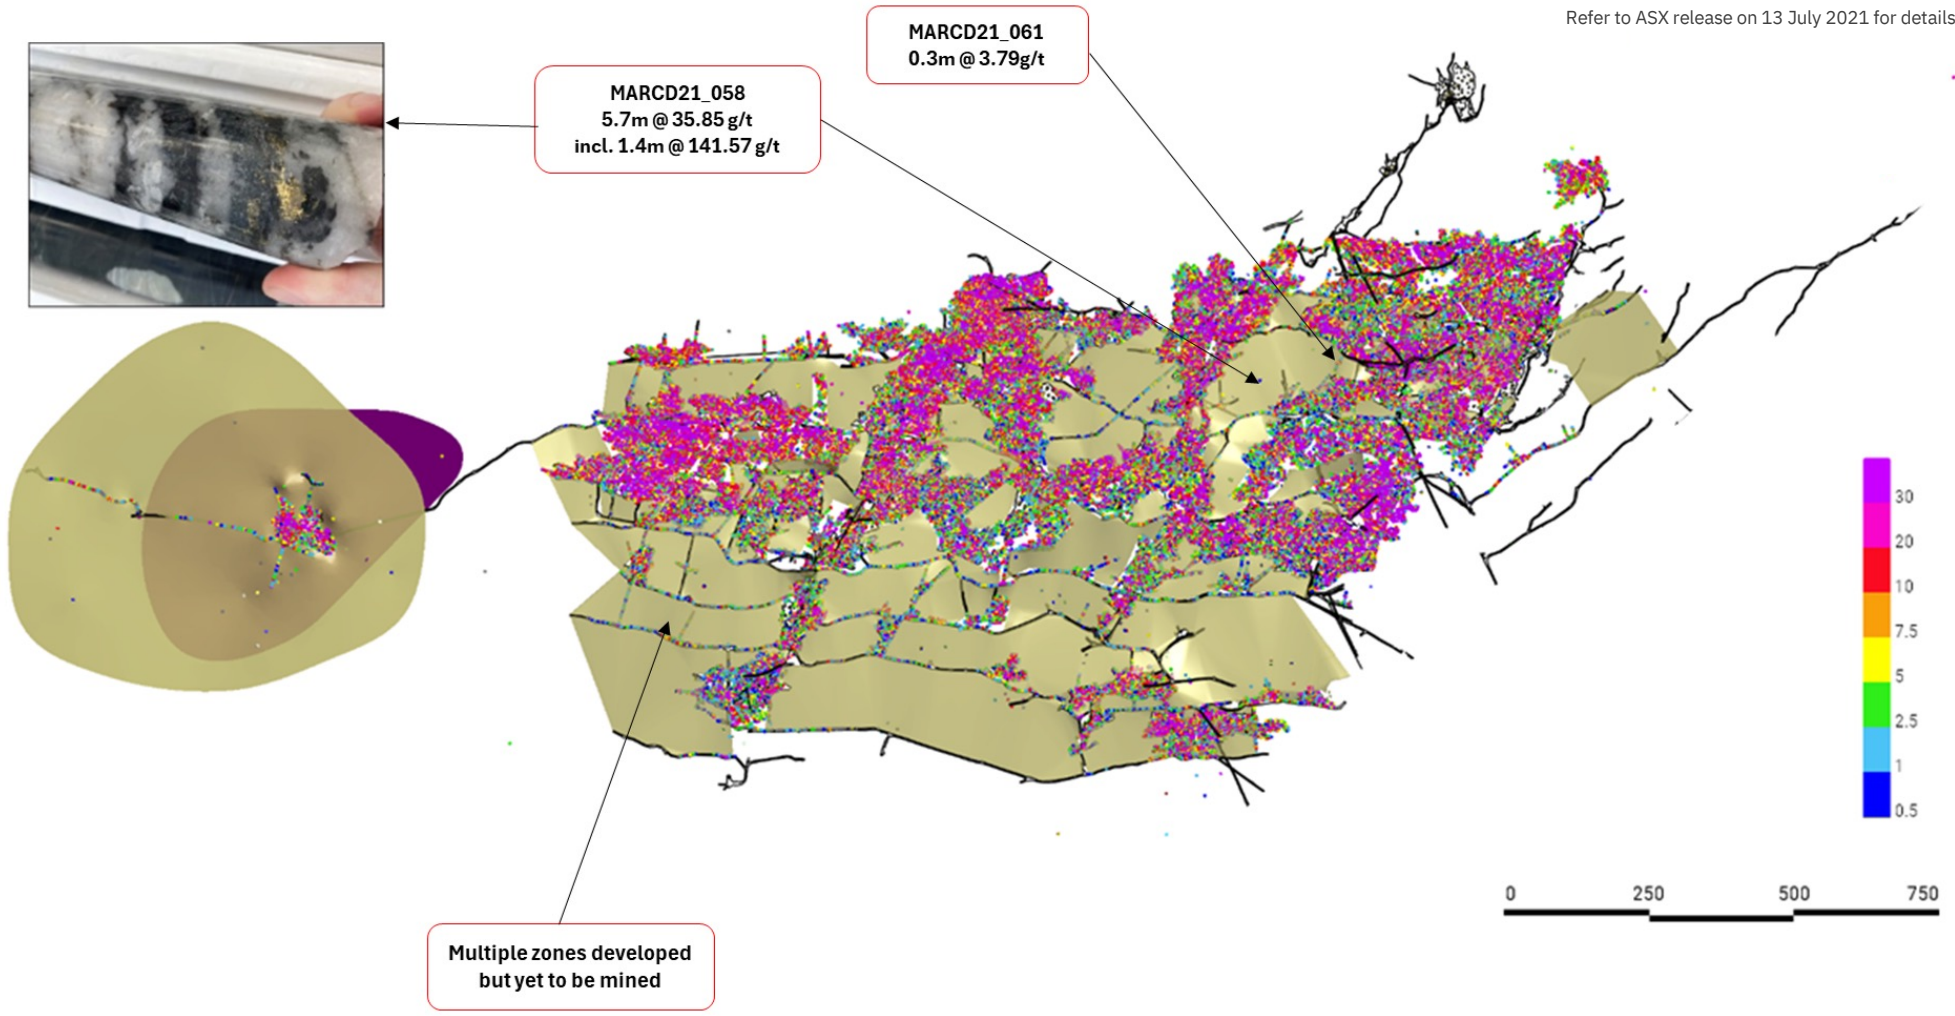 Refer to ASX release on 13 July 2021 for details
MARCD21_061
0.3m @ 3.79g/t
MARCD21_058
5.7m @ 35.85 g/t
incl. 1.4m @ 141.57 g/t
30
20
10
7.5
5
2.5
1
0.5
0 250 500 750
Multiple zones developed
but yet to be mined